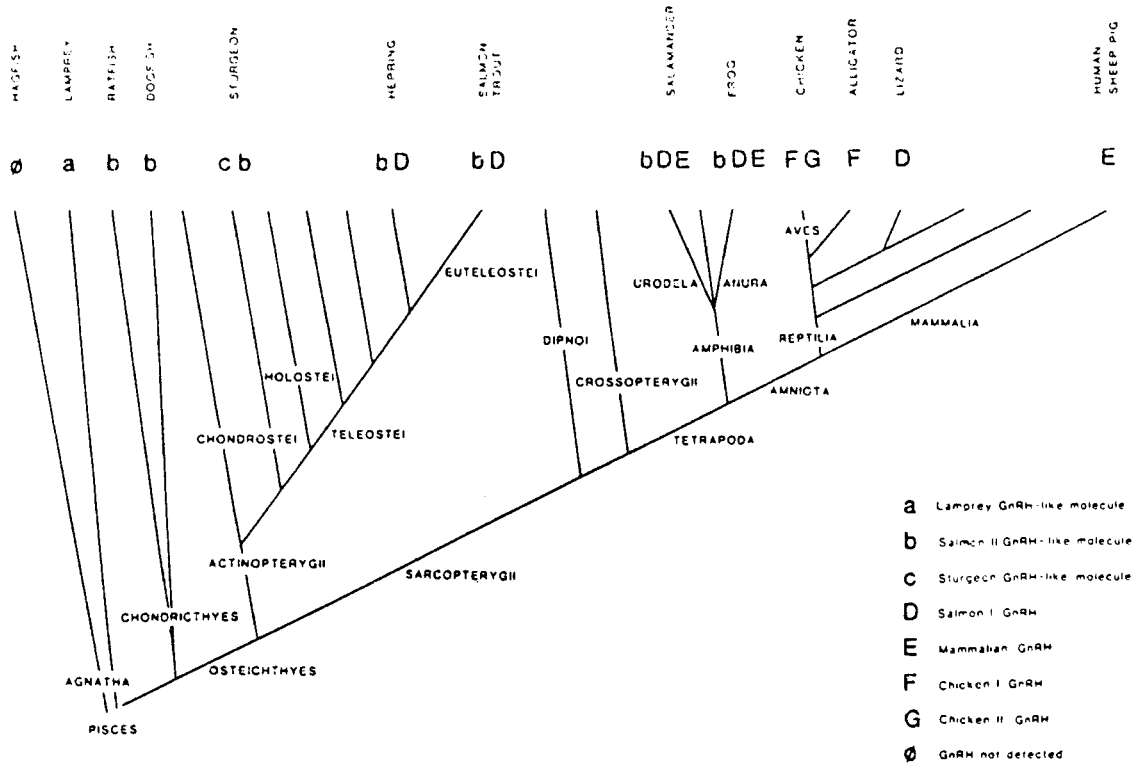 HAGFISH
LAMPREY
RATFISH
DOGFISH
STURGEON
HERRING
SALMON
TROUT
SALAMANDER
FROG
CHICKEN
ALLIGATOR
LIZARD
HUMAN
SHEEP PIG
ø a b b c b b D b D b D E b D E F G F D E
AVES
EUTELEOSTEI
URODELA ANURA
MAMMALIA
DIPNOI
AMPHIBIA
REPTILIA
HOLOSTEI
CROSSOPTERYGII
AMNIOTA
CHONDROSTEI TELEOSTEI
TETRAPODA
ACTINOPTERYGII
SARCOPTERYGII
CHONDRICTHYES
OSTEICHTHYES
AGNATHA
PISCES
a Lamprey GnRH-like molecule
b Salmon II GnRH-like molecule
c Sturgeon GnRH-like molecule
D Salmon I GnRH
E Mammalian GnRH
F Chicken I GnRH
G Chicken II GnRH
ø GnRH not detected